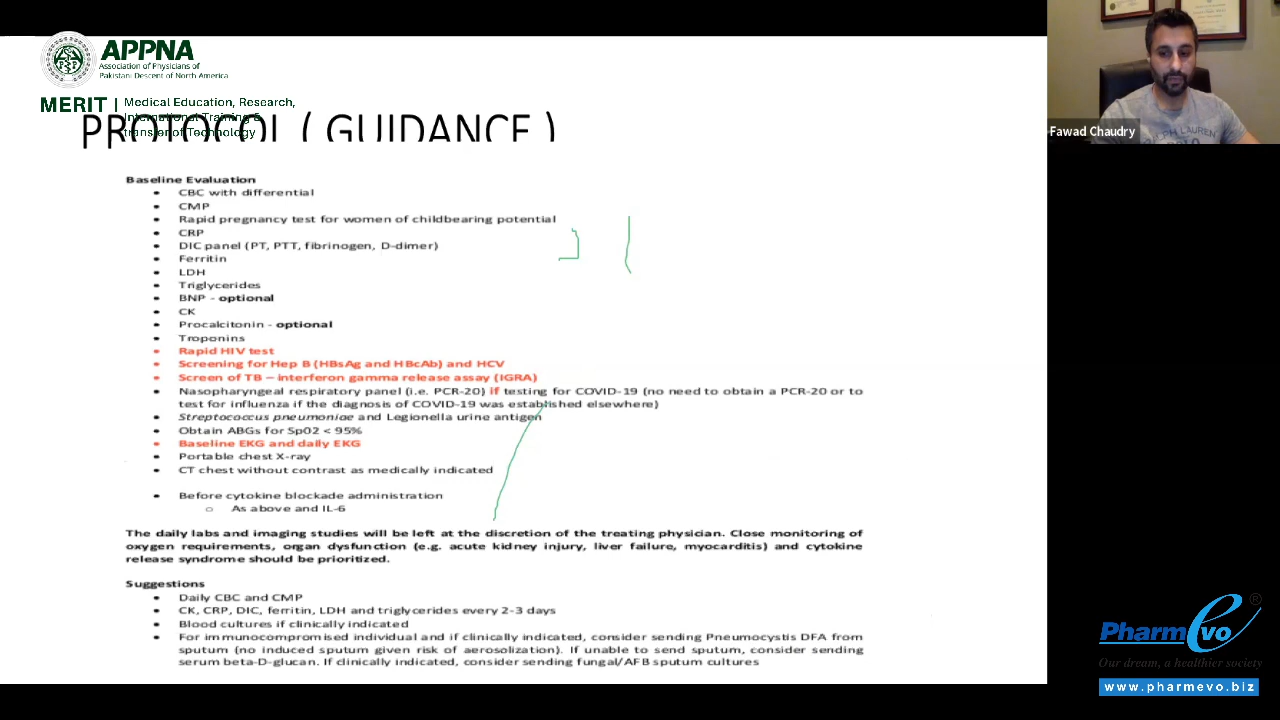 APPNA
Association of Physicians of
Pakistani Descent of North America
MERIT | Medical Education, Research,
International Training &
transfer of Technology
PROTOCOL ( GUIDANCE )
Baseline Evaluation
• CBC with differential
• CMP
• Rapid pregnancy test for women of childbearing potential
• CRP
• DIC panel (PT, PTT, fibrinogen, D-dimer)
• Ferritin
• LDH
• Triglycerides
• BNP - optional
• CK
• Procalcitonin - optional
• Troponins
• Rapid HIV test
• Screening for Hep B (HBsAg and HBcAb) and HCV
• Screen of TB – interferon gamma release assay (IGRA)
• Nasopharyngeal respiratory panel (i.e. PCR-20) if testing for COVID-19 (no need to obtain a PCR-20 or to
test for influenza if the diagnosis of COVID-19 was established elsewhere)
• Streptococcus pneumoniae and Legionella urine antigen
• Obtain ABGs for Sp02 < 95%
• Baseline EKG and daily EKG
• Portable chest X-ray
• CT chest without contrast as medically indicated
• Before cytokine blockade administration
○ As above and IL-6
The daily labs and imaging studies will be left at the discretion of the treating physician. Close monitoring of
oxygen requirements, organ dysfunction (e.g. acute kidney injury, liver failure, myocarditis) and cytokine
release syndrome should be prioritized.
Suggestions
• Daily CBC and CMP
• CK, CRP, DIC, ferritin, LDH and triglycerides every 2-3 days
• Blood cultures if clinically indicated
• For immunocompromised individual and if clinically indicated, consider sending Pneumocystis DFA from
sputum (no induced sputum given risk of aerosolization). If unable to send sputum, consider sending
serum beta-D-glucan. If clinically indicated, consider sending fungal/AFB sputum cultures
Fawad Chaudry
PharmEvo®
Our dream, a healthier society
www.pharmevo.biz